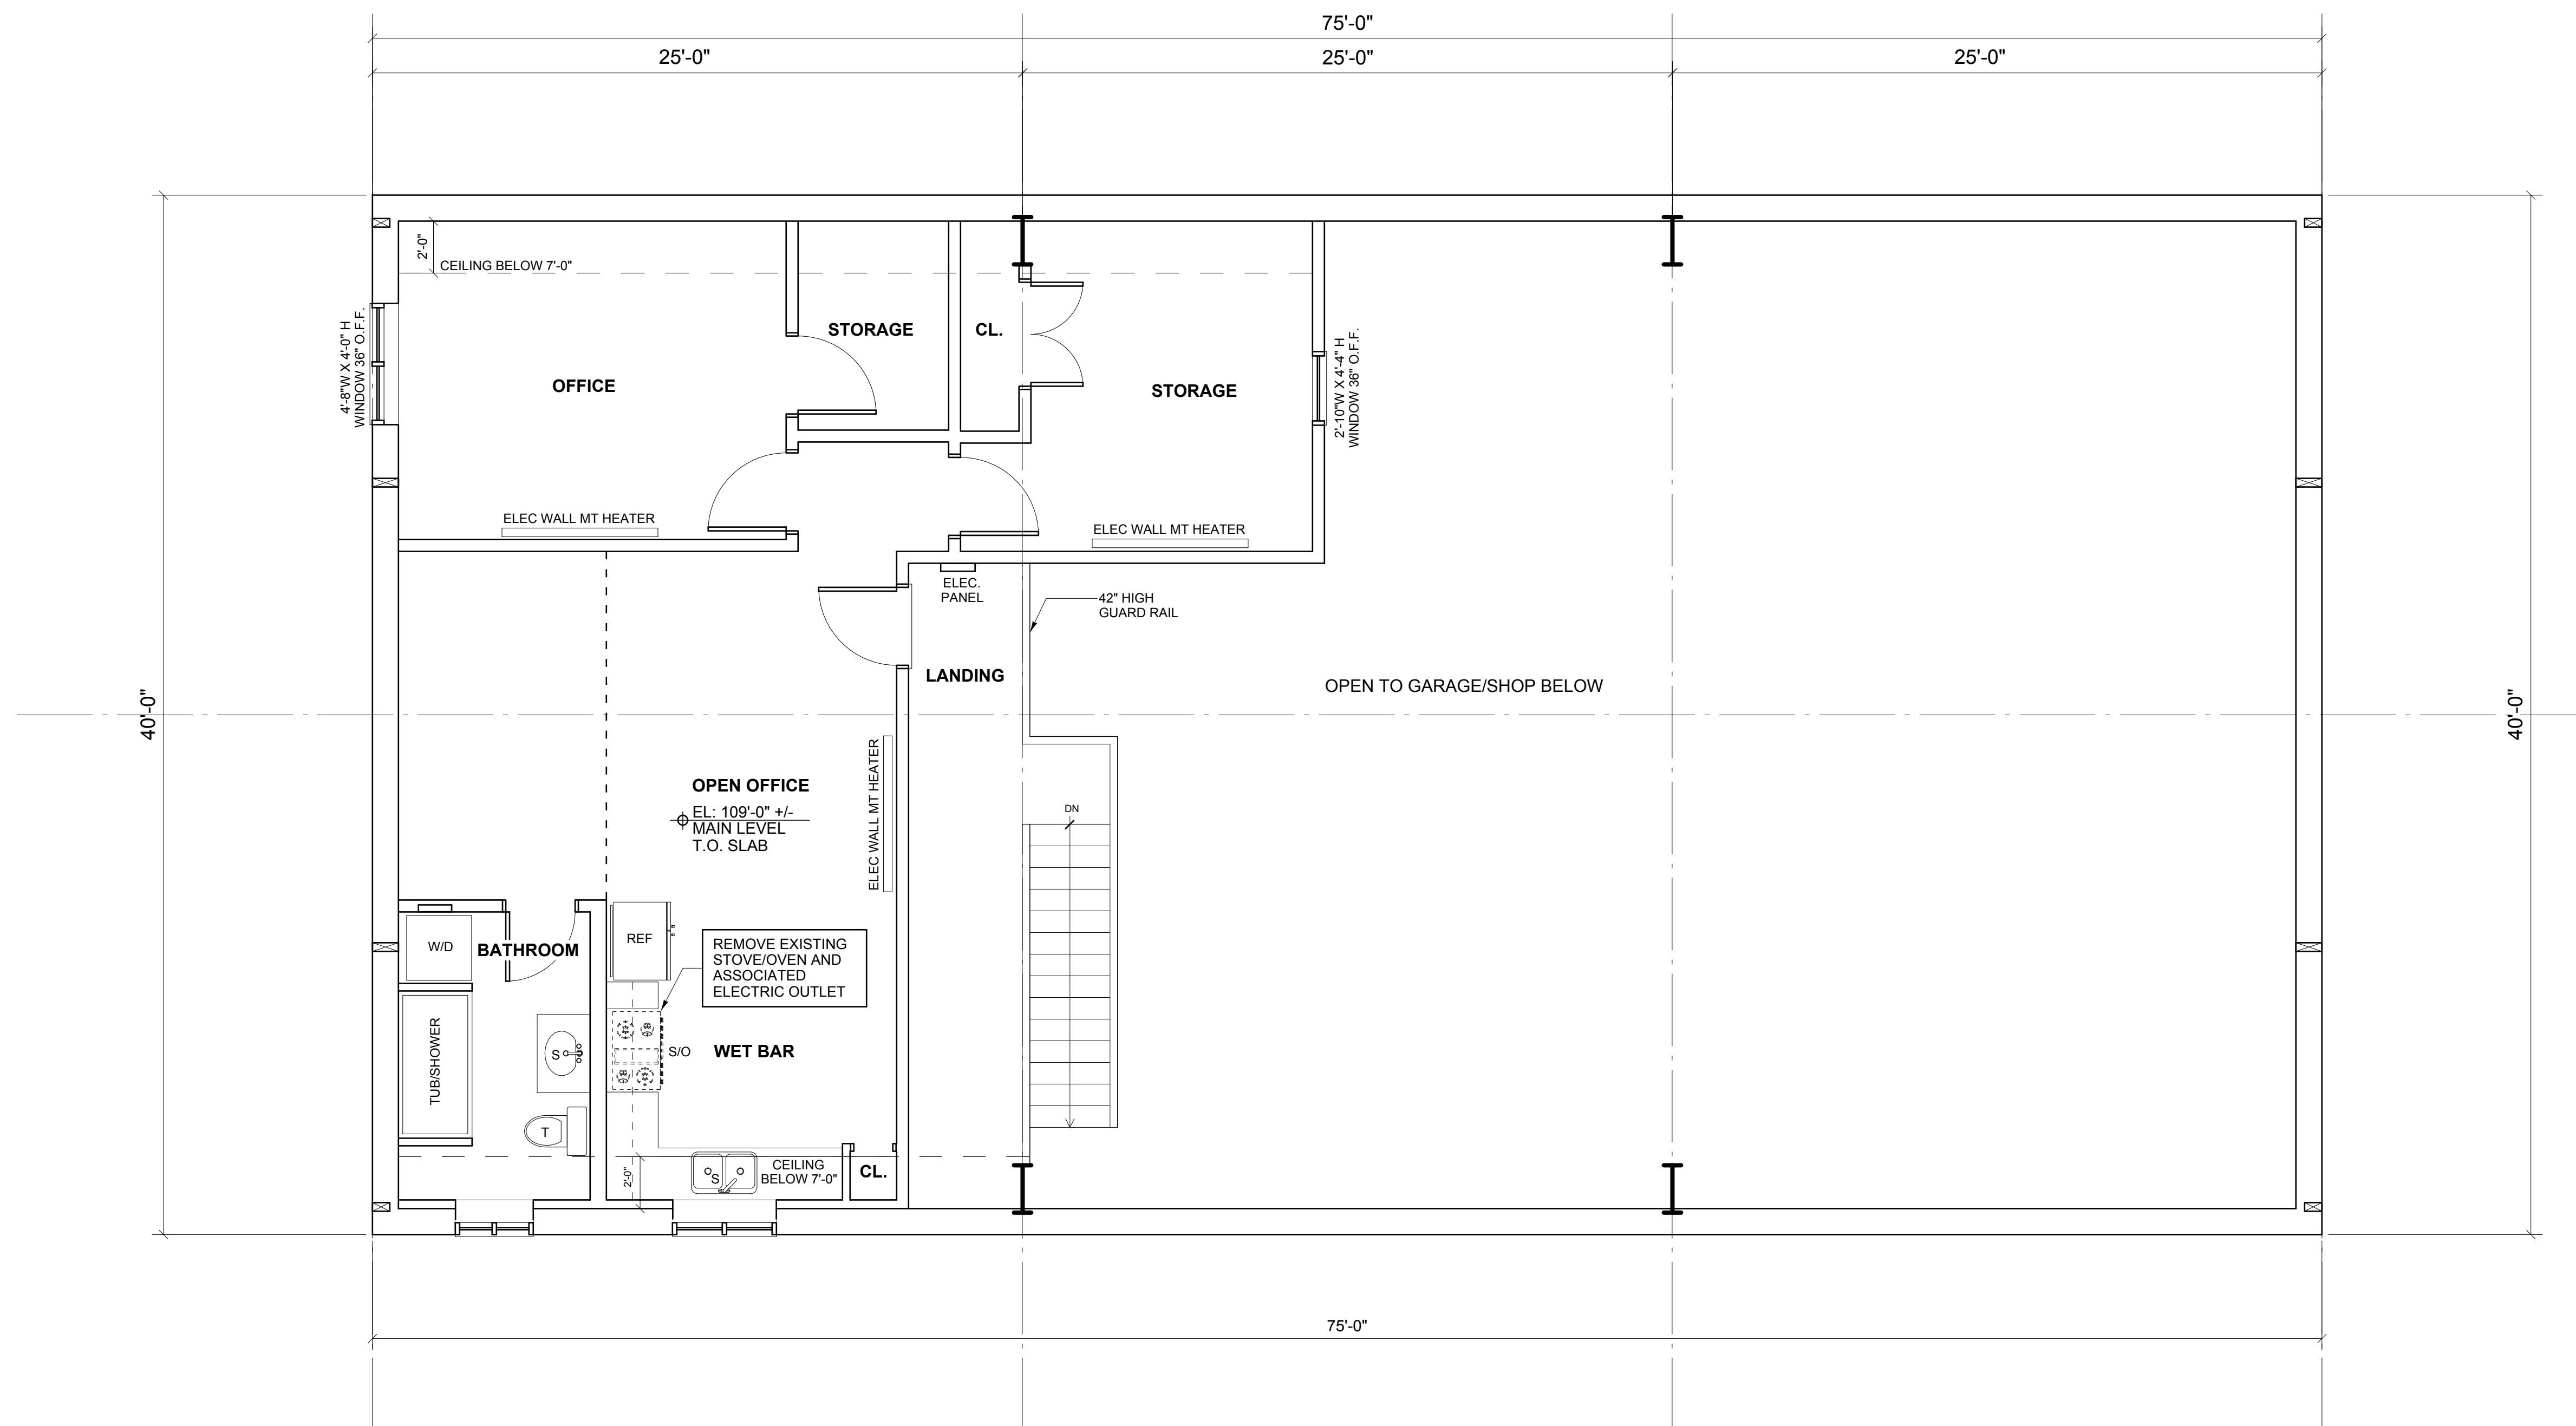 75'-0"
25'-0"
25'-0"
25'-0"
2'-0"
CEILING BELOW 7'-0"
4'-8"W X 4'-0" H
WINDOW 36" O.F.F.
OFFICE
STORAGE
CL.
STORAGE
2'-10"W X 4'-4" H
WINDOW 36" O.F.F.
ELEC WALL MT HEATER
ELEC WALL MT HEATER
ELEC.
PANEL
42" HIGH
GUARD RAIL
LANDING
OPEN TO GARAGE/SHOP BELOW
40'-0"
40'-0"
OPEN OFFICE
EL: 109'-0" +/-
MAIN LEVEL
T.O. SLAB
ELEC WALL MT HEATER
DN
W/D
BATHROOM
REF
REMOVE EXISTING
STOVE/OVEN AND
ASSOCIATED
ELECTRIC OUTLET
TUB/SHOWER
S
S/O
WET BAR
T
2'-0"
S
CEILING
BELOW 7'-0"
CL.
75'-0"